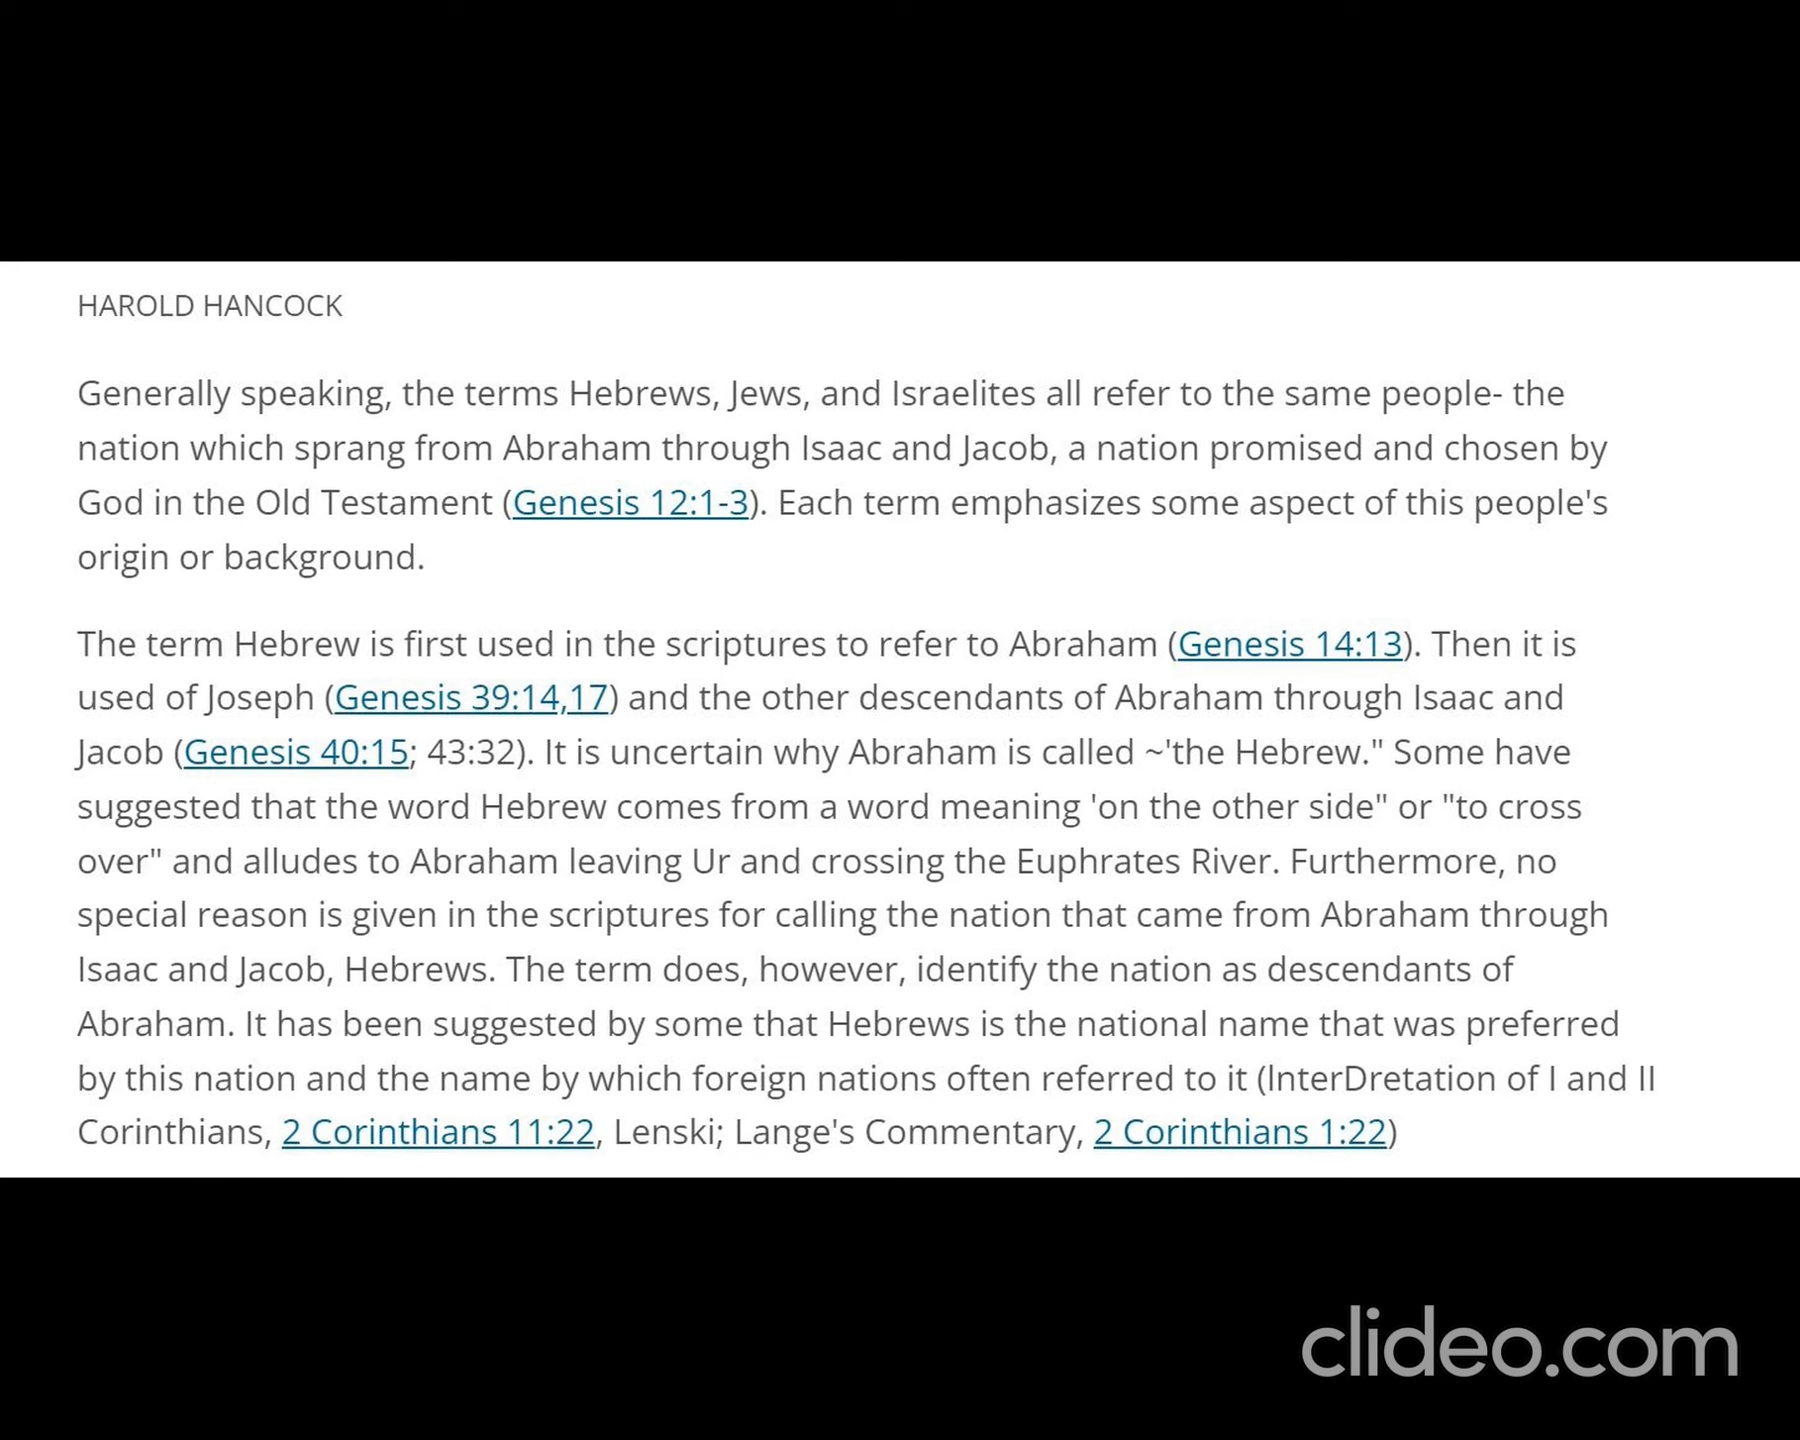 HAROLD HANCOCK
Generally speaking, the terms Hebrews, Jews, and Israelites all refer to the same people- the
nation which sprang from Abraham through Isaac and Jacob, a nation promised and chosen by
God in the Old Testament (Genesis 12:1-3). Each term emphasizes some aspect of this people's
origin or background.
The term Hebrew is first used in the scriptures to refer to Abraham (Genesis 14:13). Then it is
used of Joseph (Genesis 39:14,17) and the other descendants of Abraham through Isaac and
Jacob (Genesis 40:15; 43:32). It is uncertain why Abraham is called ~'the Hebrew." Some have
suggested that the word Hebrew comes from a word meaning 'on the other side" or "to cross
over" and alludes to Abraham leaving Ur and crossing the Euphrates River. Furthermore, no
special reason is given in the scriptures for calling the nation that came from Abraham through
Isaac and Jacob, Hebrews. The term does, however, identify the nation as descendants of
Abraham. It has been suggested by some that Hebrews is the national name that was preferred
by this nation and the name by which foreign nations often referred to it (lnterDretation of I and II
Corinthians, 2 Corinthians 11:22, Lenski; Lange's Commentary, 2 Corinthians 1:22)
clideo.com